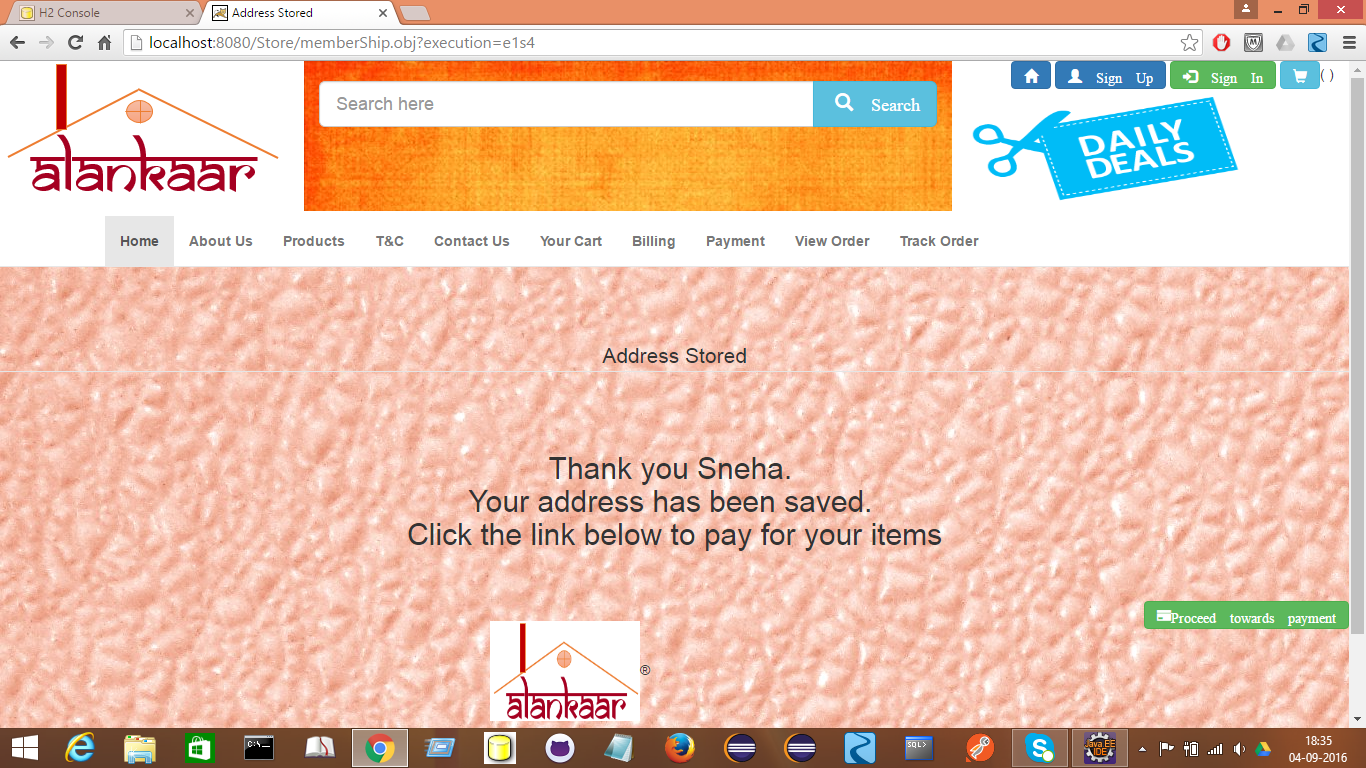 H2 Console
Address Stored
localhost:8080/Store/memberShip.obj?execution=e1s4
alankaar
Search here
Search
Sign Up
Sign In
( )
DAILY
DEALS
Home About Us Products T&C Contact Us Your Cart Billing Payment View Order Track Order
Address Stored
Thank you Sneha.
Your address has been saved.
Click the link below to pay for your items
Proceed towards payment
alankaar ®
C:\_
SQL>
Java EE
IDE
18:35
04-09-2016